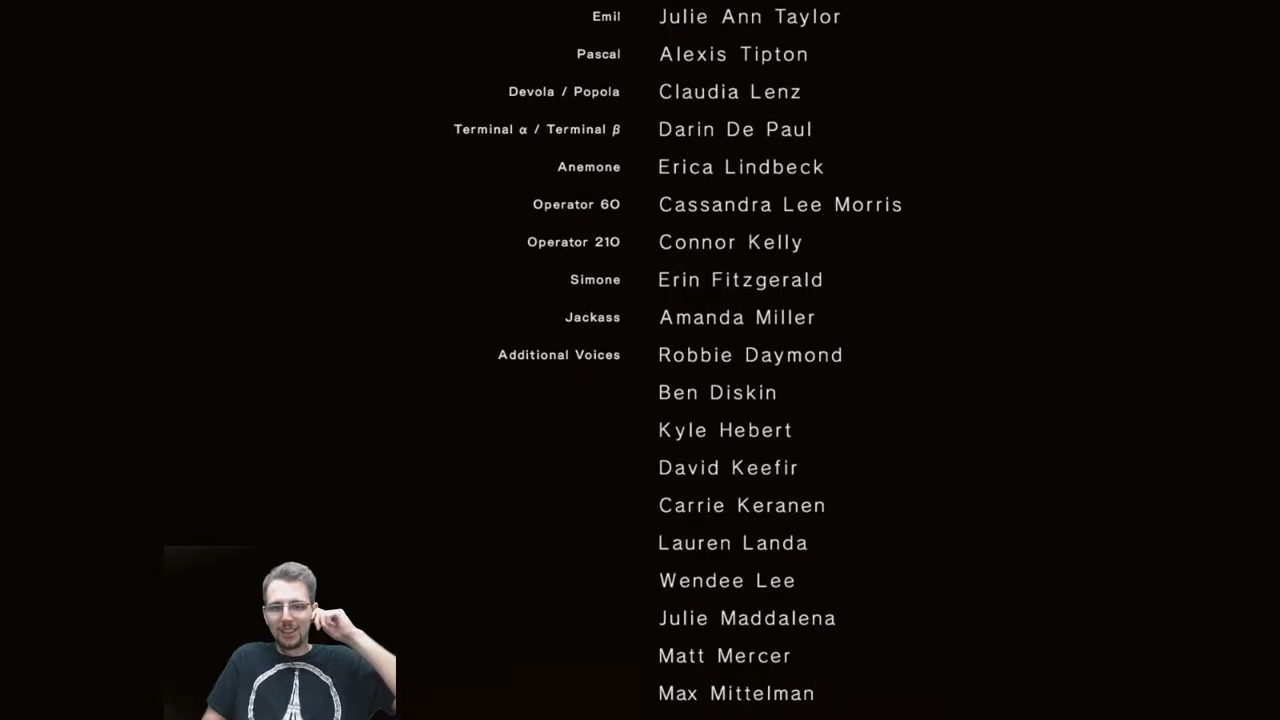 Emil Julie Ann Taylor
Pascal Alexis Tipton
Devola / Popola Claudia Lenz
Terminal α / Terminal β Darin De Paul
Anemone Erica Lindbeck
Operator 6O Cassandra Lee Morris
Operator 21O Connor Kelly
Simone Erin Fitzgerald
Jackass Amanda Miller
Additional Voices Robbie Daymond
Ben Diskin
Kyle Hebert
David Keefir
Carrie Keranen
Lauren Landa
Wendee Lee
Julie Maddalena
Matt Mercer
Max Mittelman